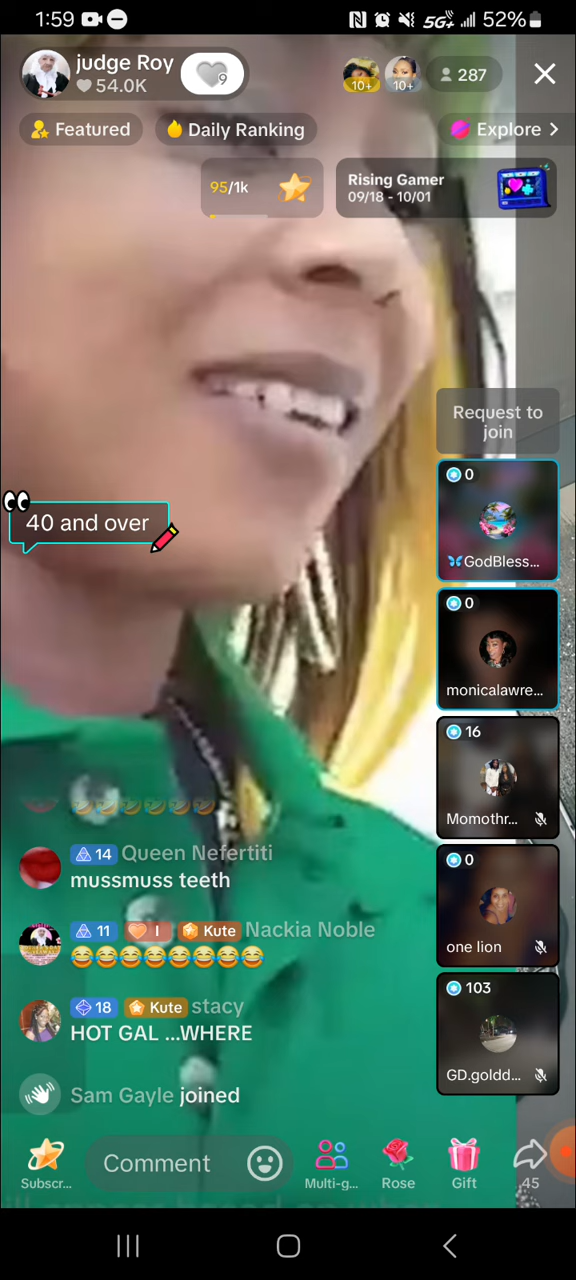 1:59
5G+
52%
judge Roy
54.0K
9
10+
10+
287
Featured
Daily Ranking
Explore >
95/1k
Rising Gamer
09/18 - 10/01
Request to
join
0
GodBless...
40 and over
0
monicalawre...
16
Momothr...
14 Queen Nefertiti
mussmuss teeth
0
one lion
11 I Kute Nackia Noble
18 Kute stacy
HOT GAL ...WHERE
103
GD.goldd...
Sam Gayle joined
Comment
Subscr...
Multi-g...
Rose
Gift
45